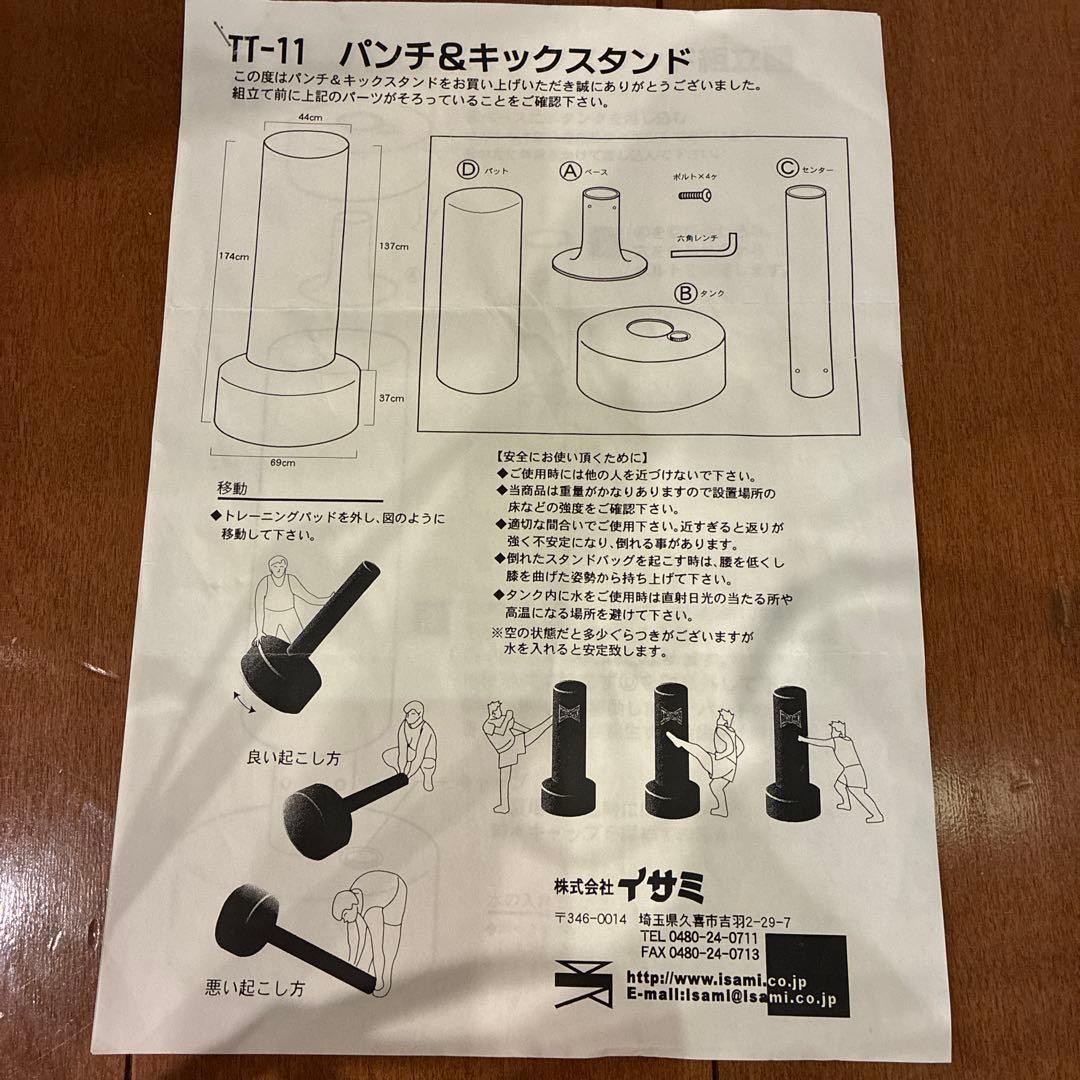 TT-11 パンチ＆キックスタンド
この度はパンチ＆キックスタンドをお買い上げいただき誠にありがとうございました。
組立て前に上記のパーツがそろっていることをご確認下さい。
44cm
174cm
137cm
37cm
69cm
Ⓓ パット
Ⓐ ベース
ボルト×4ヶ
六角レンチ
Ⓑ タンク
Ⓒ センター
移動
◆トレーニングパッドを外し、図のように
移動して下さい。
良い起こし方
悪い起こし方
【安全にお使い頂くために】
◆ご使用時には他の人を近づけないで下さい。
◆当商品は重量がかなりありますので設置場所の
床などの強度をご確認下さい。
◆適切な間合いでご使用下さい。近すぎると返りが
強く不安定になり、倒れる事があります。
◆倒れたスタンドバッグを起こす時は、腰を低くし
膝を曲げた姿勢から持ち上げて下さい。
◆タンク内に水をご使用時は直射日光の当たる所や
高温になる場所を避けて下さい。
※空の状態だと多少ぐらつきがございますが
水を入れると安定致します。
株式会社 イサミ
〒346-0014 埼玉県久喜市吉羽2-29-7
TEL 0480-24-0711
FAX 0480-24-0713
http://www.isami.co.jp
E-mail:isami@isami.co.jp